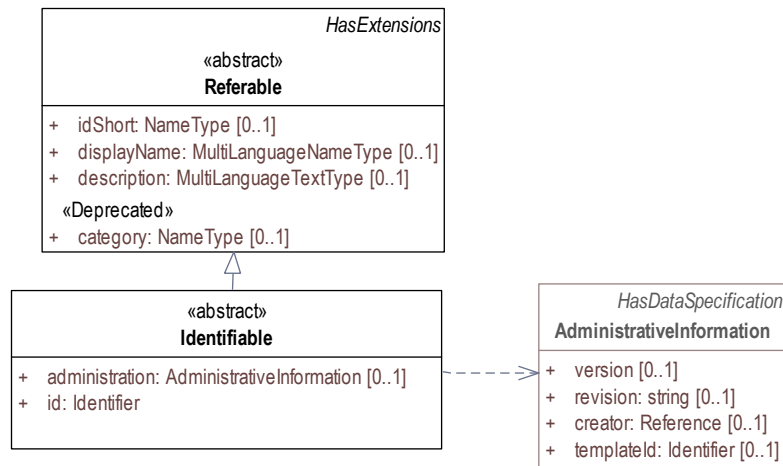 HasExtensions
«abstract»
Referable
+ idShort: NameType [0..1]
+ displayName: MultiLanguageNameType [0..1]
+ description: MultiLanguageTextType [0..1]
«Deprecated»
+ category: NameType [0..1]
«abstract»
Identifiable
+ administration: AdministrativeInformation [0..1]
+ id: Identifier
HasDataSpecification
AdministrativeInformation
+ version [0..1]
+ revision: string [0..1]
+ creator: Reference [0..1]
+ templateId: Identifier [0..1]